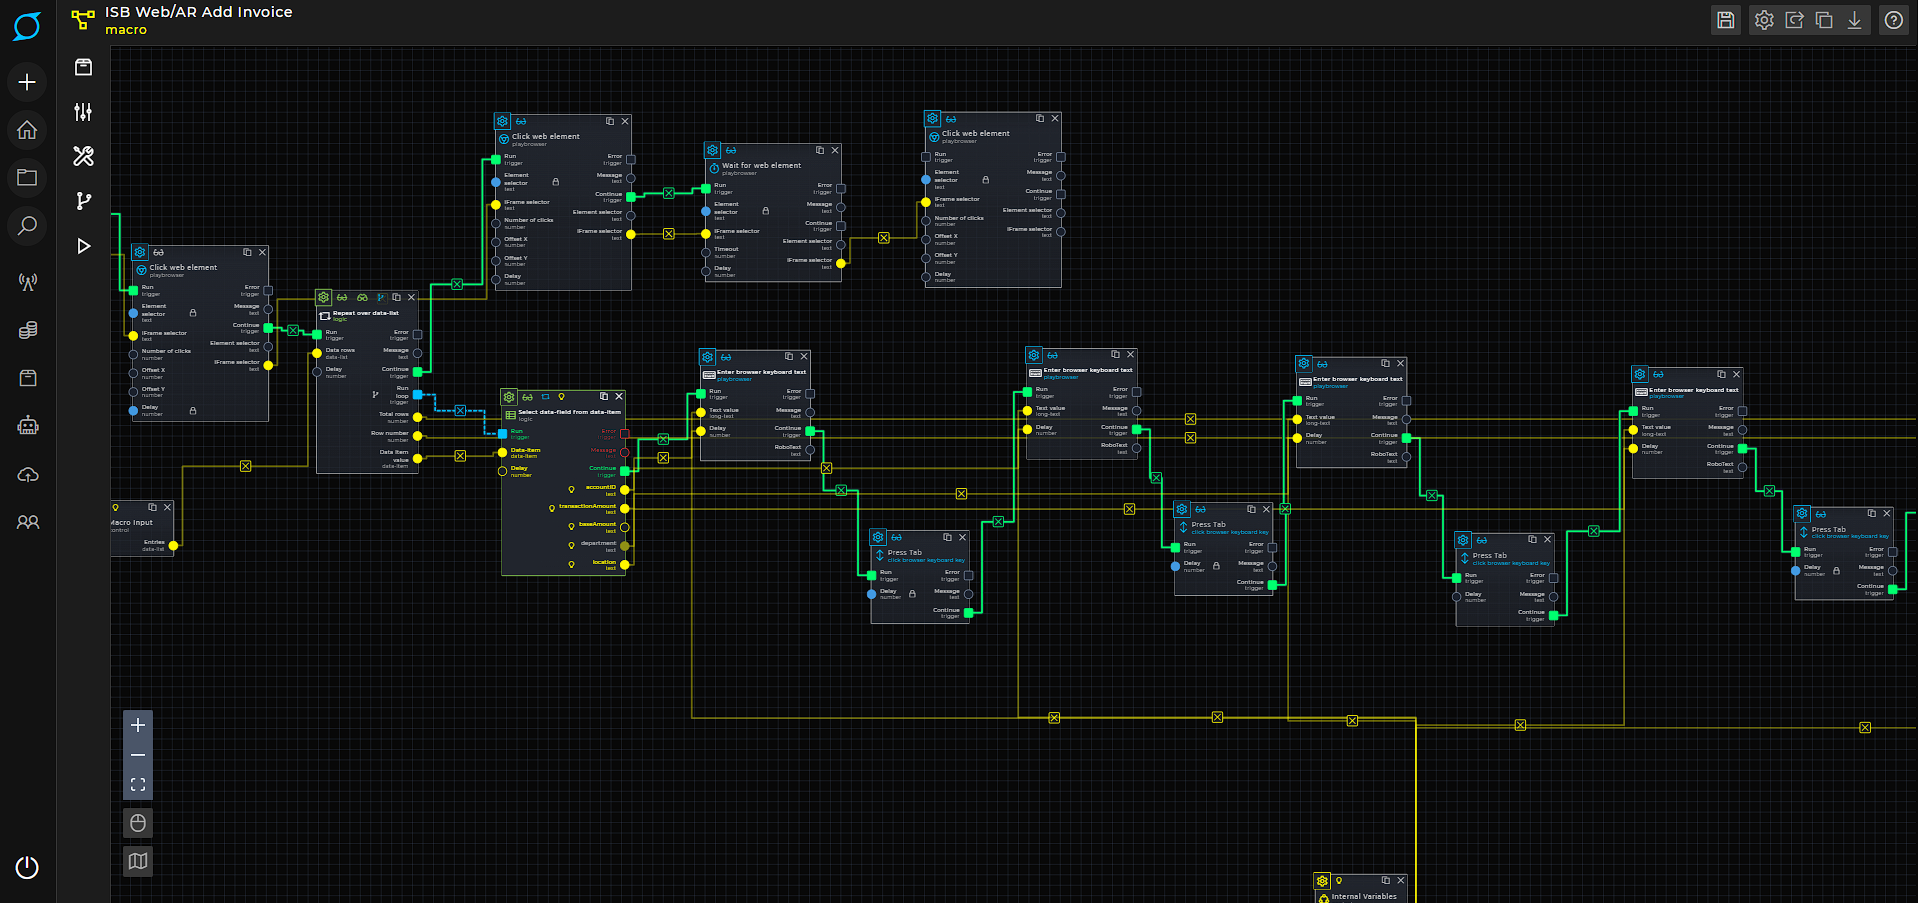 ISB Web/AR Add Invoice
macro
Click web element
playbrowser
Run
trigger
Element
selector
text
IFrame selector
text
Number of clicks
number
Offset X
number
Offset Y
number
Delay
number
Error
trigger
Message
text
Continue
trigger
Element selector
text
IFrame selector
text
Wait for web element
playbrowser
Run
trigger
Element
selector
text
IFrame selector
text
Timeout
number
Delay
number
Error
trigger
Message
text
Continue
trigger
Element selector
text
IFrame selector
text
Click web element
playbrowser
Run
trigger
Element
selector
text
IFrame selector
text
Number of clicks
number
Offset X
number
Offset Y
number
Delay
number
Error
trigger
Message
text
Continue
trigger
Element selector
text
IFrame selector
text
Click web element
playbrowser
Run
trigger
Element
selector
text
IFrame selector
text
Number of clicks
number
Offset X
number
Offset Y
number
Delay
number
Error
trigger
Message
text
Continue
trigger
Element selector
text
IFrame selector
text
Repeat over data-list
logic
Run
trigger
Data rows
data-list
Delay
number
Error
trigger
Message
text
Continue
trigger
Run
loop
trigger
Total rows
number
Row number
number
Data item
value
data-item
Macro Input
control
Entries
data-list
Select data-field from data-item
logic
Run
trigger
Data-item
data-item
Delay
number
Error
trigger
Message
text
Continue
trigger
accountID
text
transactionAmount
text
baseAmount
text
department
text
location
text
Enter browser keyboard text
playbrowser
Run
trigger
Text value
long-text
Delay
number
Error
trigger
Message
text
Continue
trigger
RoboText
text
Press Tab
click browser keyboard key
Run
trigger
Delay
number
Error
trigger
Message
text
Continue
trigger
Enter browser keyboard text
playbrowser
Run
trigger
Text value
long-text
Delay
number
Error
trigger
Message
text
Continue
trigger
RoboText
text
Press Tab
click browser keyboard key
Run
trigger
Delay
number
Error
trigger
Message
text
Continue
trigger
Enter browser keyboard text
playbrowser
Run
trigger
Text value
long-text
Delay
number
Error
trigger
Message
text
Continue
trigger
RoboText
text
Press Tab
click browser keyboard key
Run
trigger
Delay
number
Error
trigger
Message
text
Continue
trigger
Enter browser keyboard text
playbrowser
Run
trigger
Text value
long-text
Delay
number
Error
trigger
Message
text
Continue
trigger
RoboText
text
Press Tab
click browser keyboard key
Run
trigger
Delay
number
Error
trigger
Message
text
Continue
trigger
Internal Variables